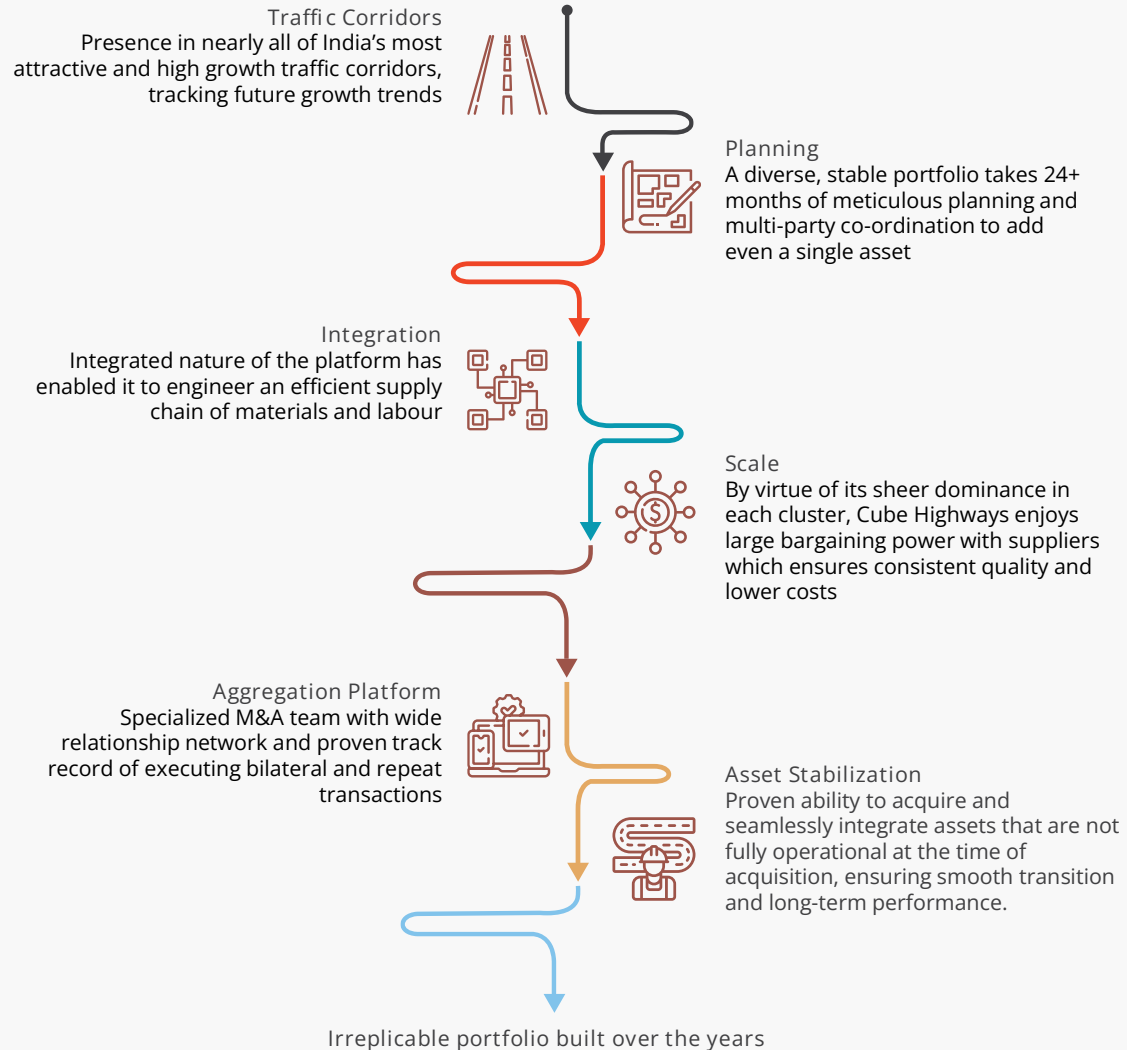 Traffic Corridors
Presence in nearly all of India’s most
attractive and high growth traffic corridors,
tracking future growth trends
Planning
A diverse, stable portfolio takes 24+
months of meticulous planning and
multi-party co-ordination to add
even a single asset
Integration
Integrated nature of the platform has
enabled it to engineer an efficient supply
chain of materials and labour
Scale
By virtue of its sheer dominance in
each cluster, Cube Highways enjoys
large bargaining power with suppliers
which ensures consistent quality and
lower costs
$
Aggregation Platform
Specialized M&A team with wide
relationship network and proven track
record of executing bilateral and repeat
transactions
Asset Stabilization
Proven ability to acquire and
seamlessly integrate assets that are not
fully operational at the time of
acquisition, ensuring smooth transition
and long-term performance.
Irreplicable portfolio built over the years